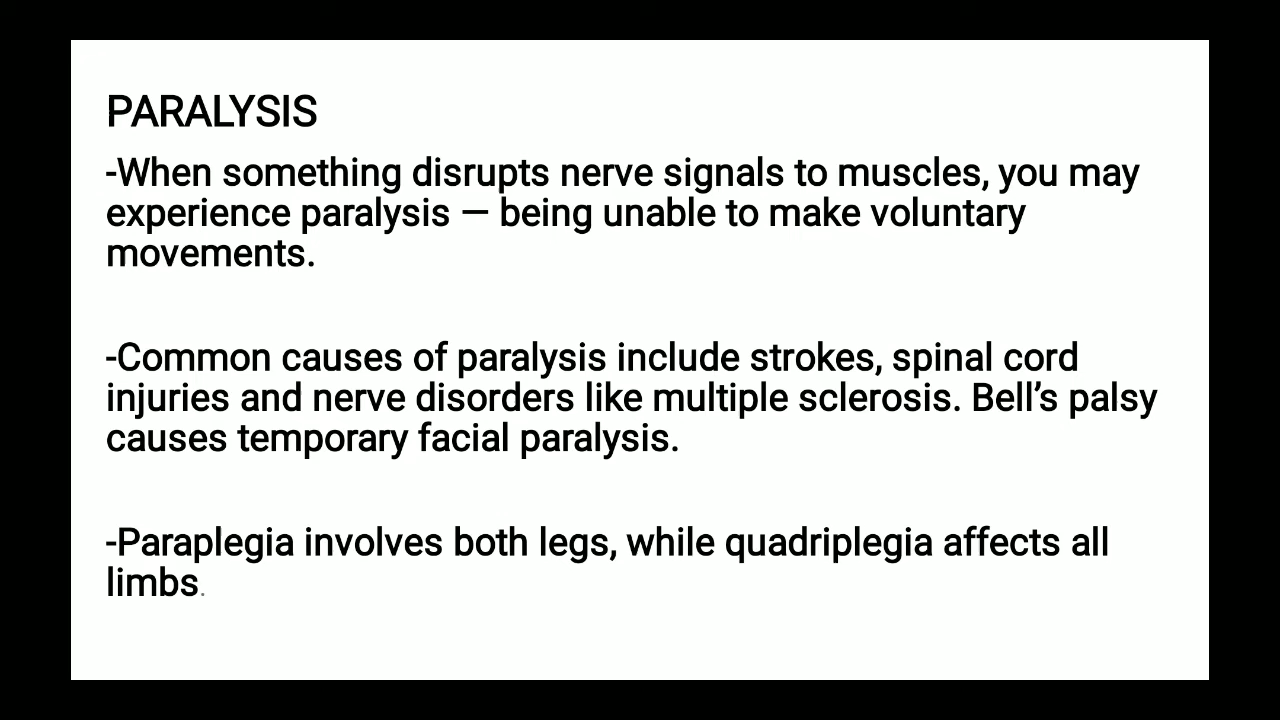 PARALYSIS
-When something disrupts nerve signals to muscles, you may
experience paralysis — being unable to make voluntary
movements.
-Common causes of paralysis include strokes, spinal cord
injuries and nerve disorders like multiple sclerosis. Bell’s palsy
causes temporary facial paralysis.
-Paraplegia involves both legs, while quadriplegia affects all
limbs.